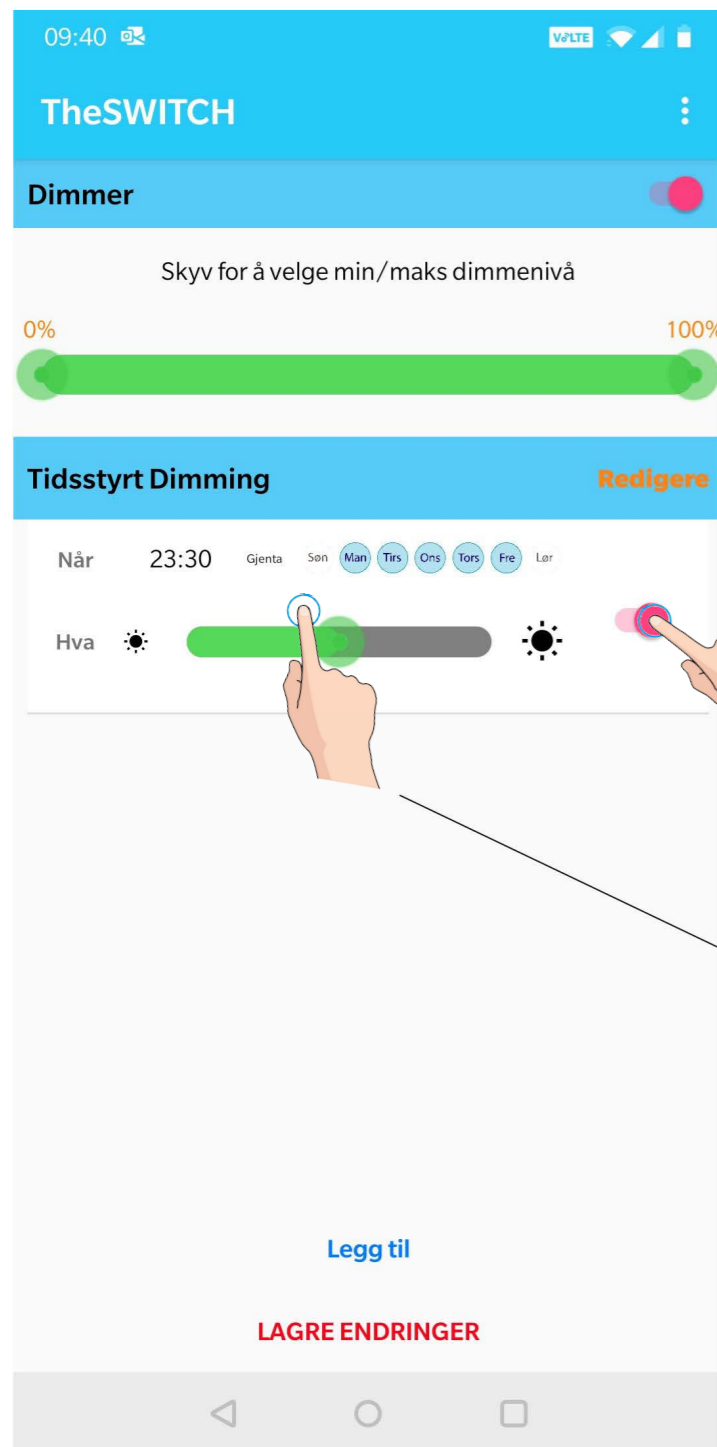 09:40 VoLTE
TheSWITCH
Dimmer
Skyv for å velge min/maks dimmenivå
0% 100%
Tidsstyrt Dimming Redigere
Når 23:30 Gjenta Søn Man Tirs Ons Tors Fre Lør
Hva
Legg til
LAGRE ENDRINGER